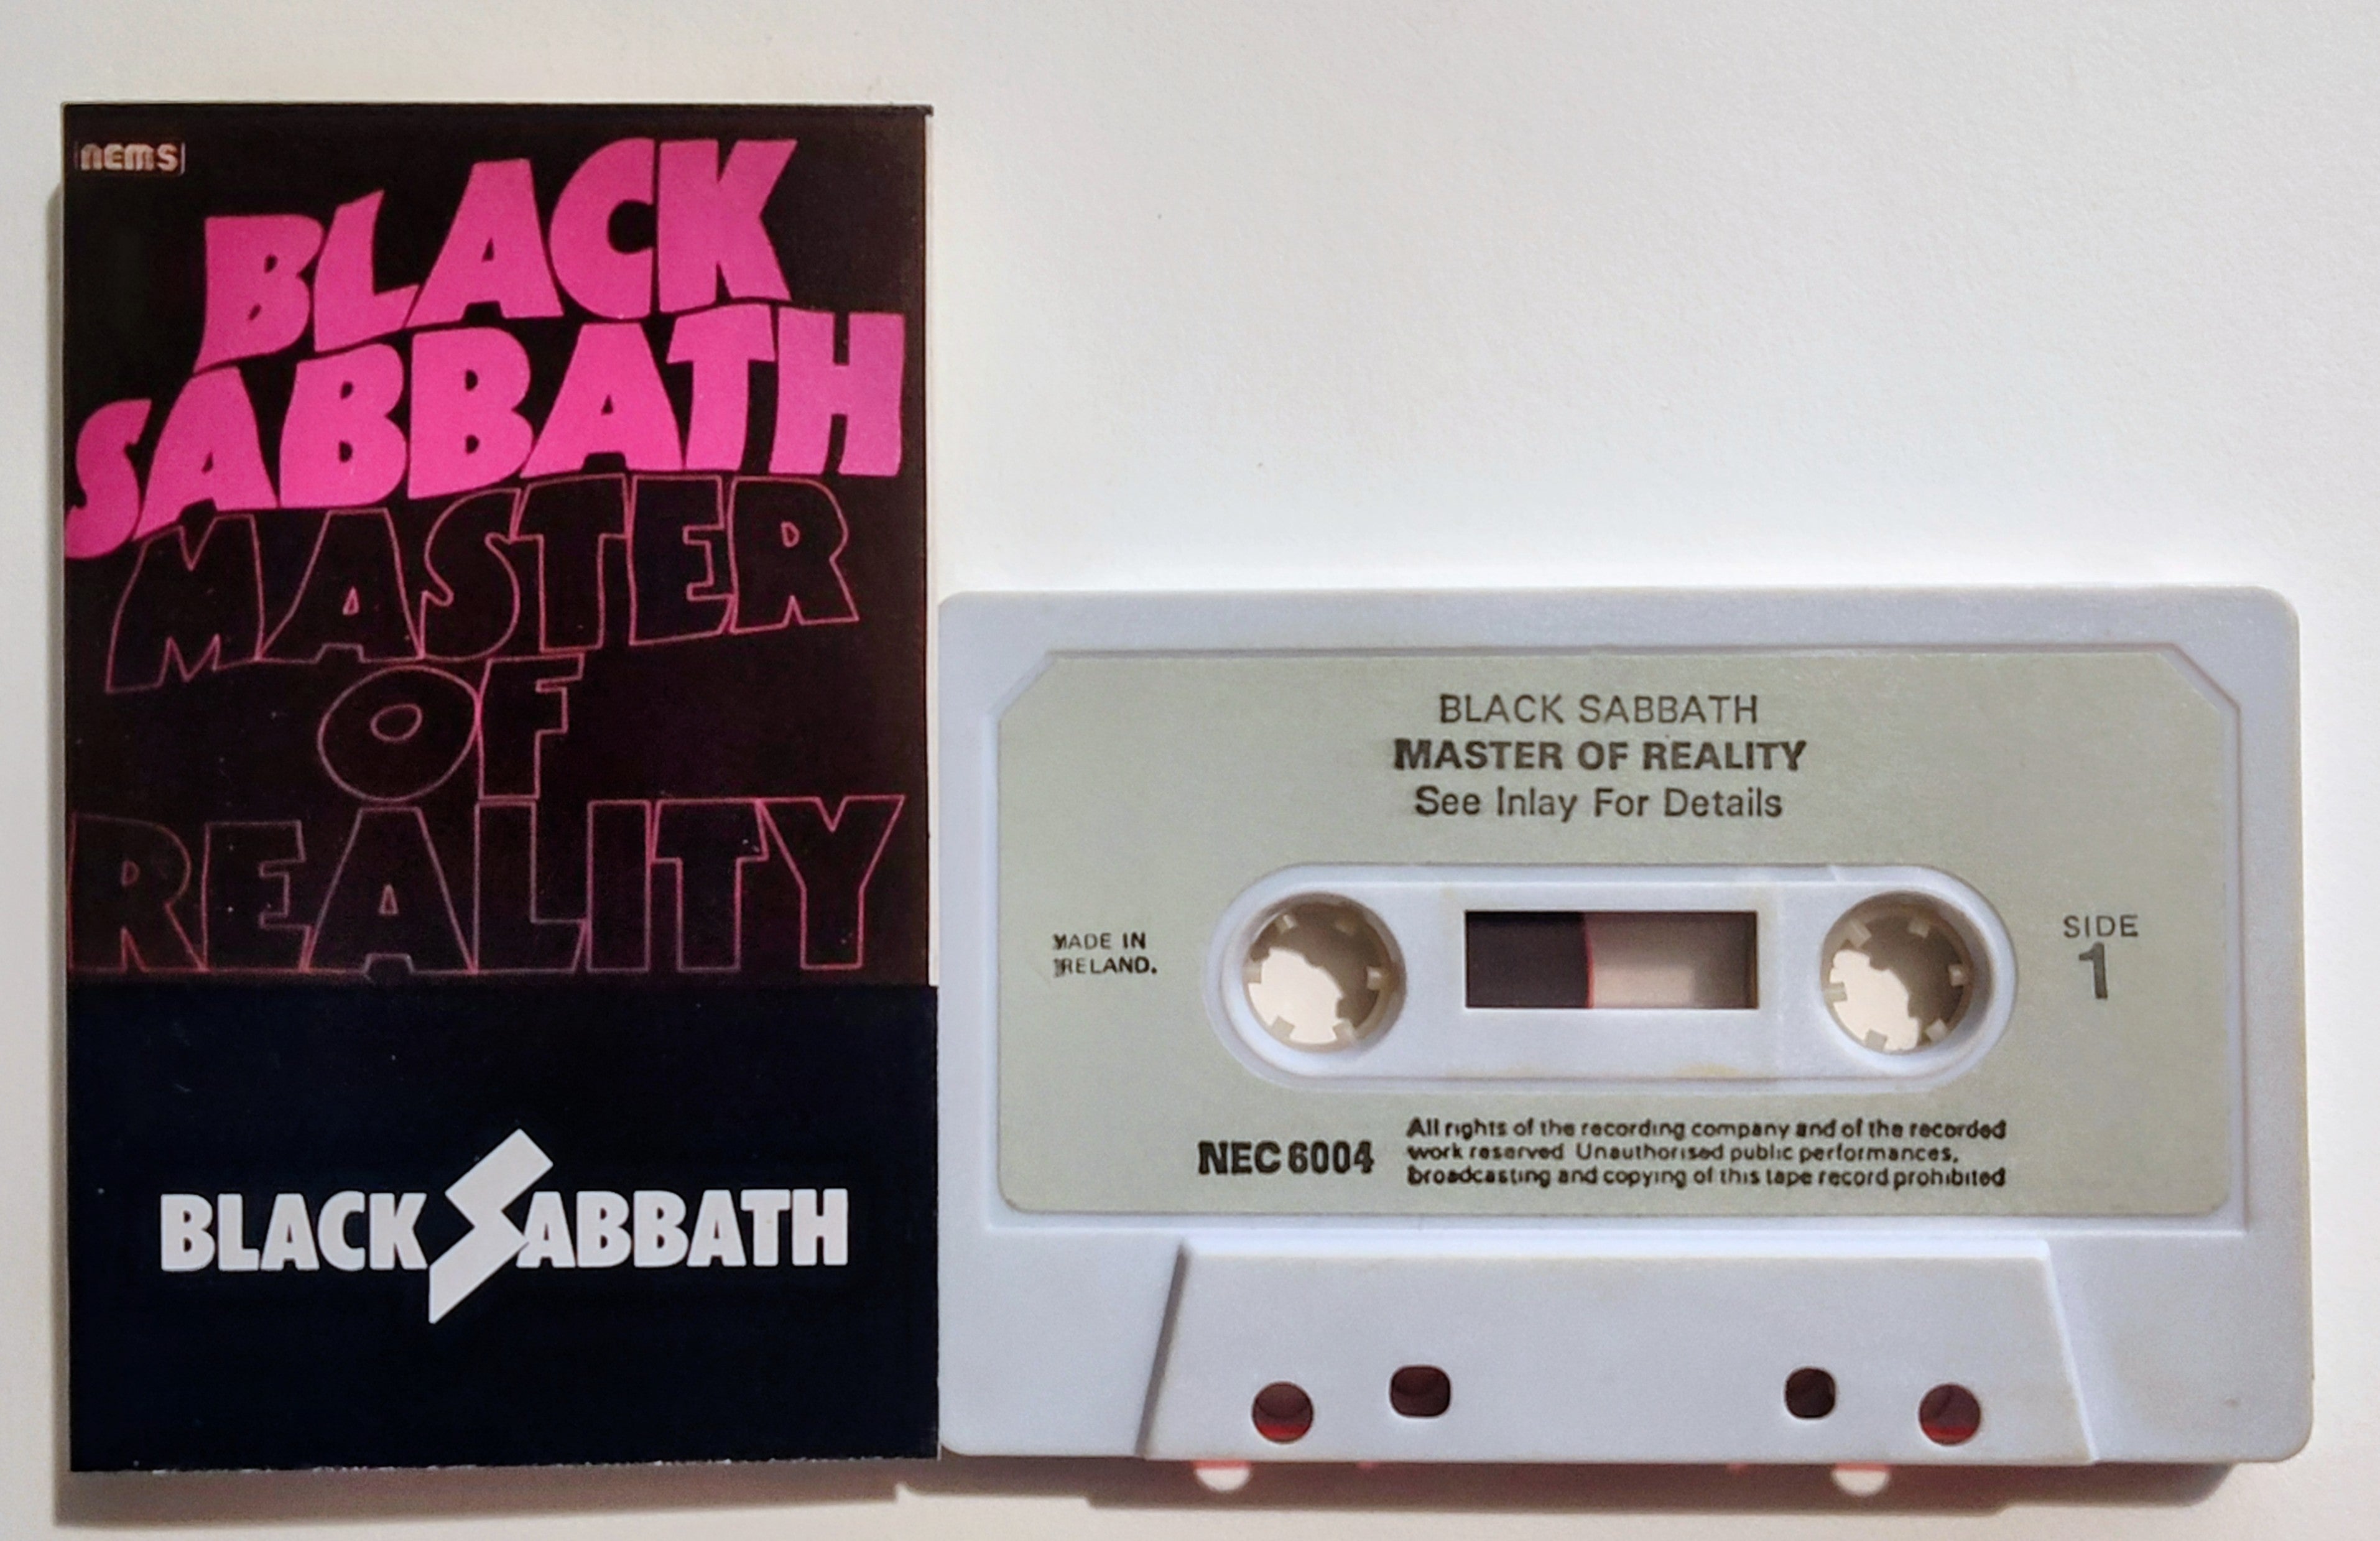 nems
BLACK
SABBATH
MASTER
OF
REALITY
BLACK SABBATH
BLACK SABBATH
MASTER OF REALITY
See Inlay For Details
MADE IN
IRELAND.
SIDE
1
NEC 6004
All rights of the recording company and of the recorded
work reserved Unauthorised public performances,
broadcasting and copying of this tape record prohibited